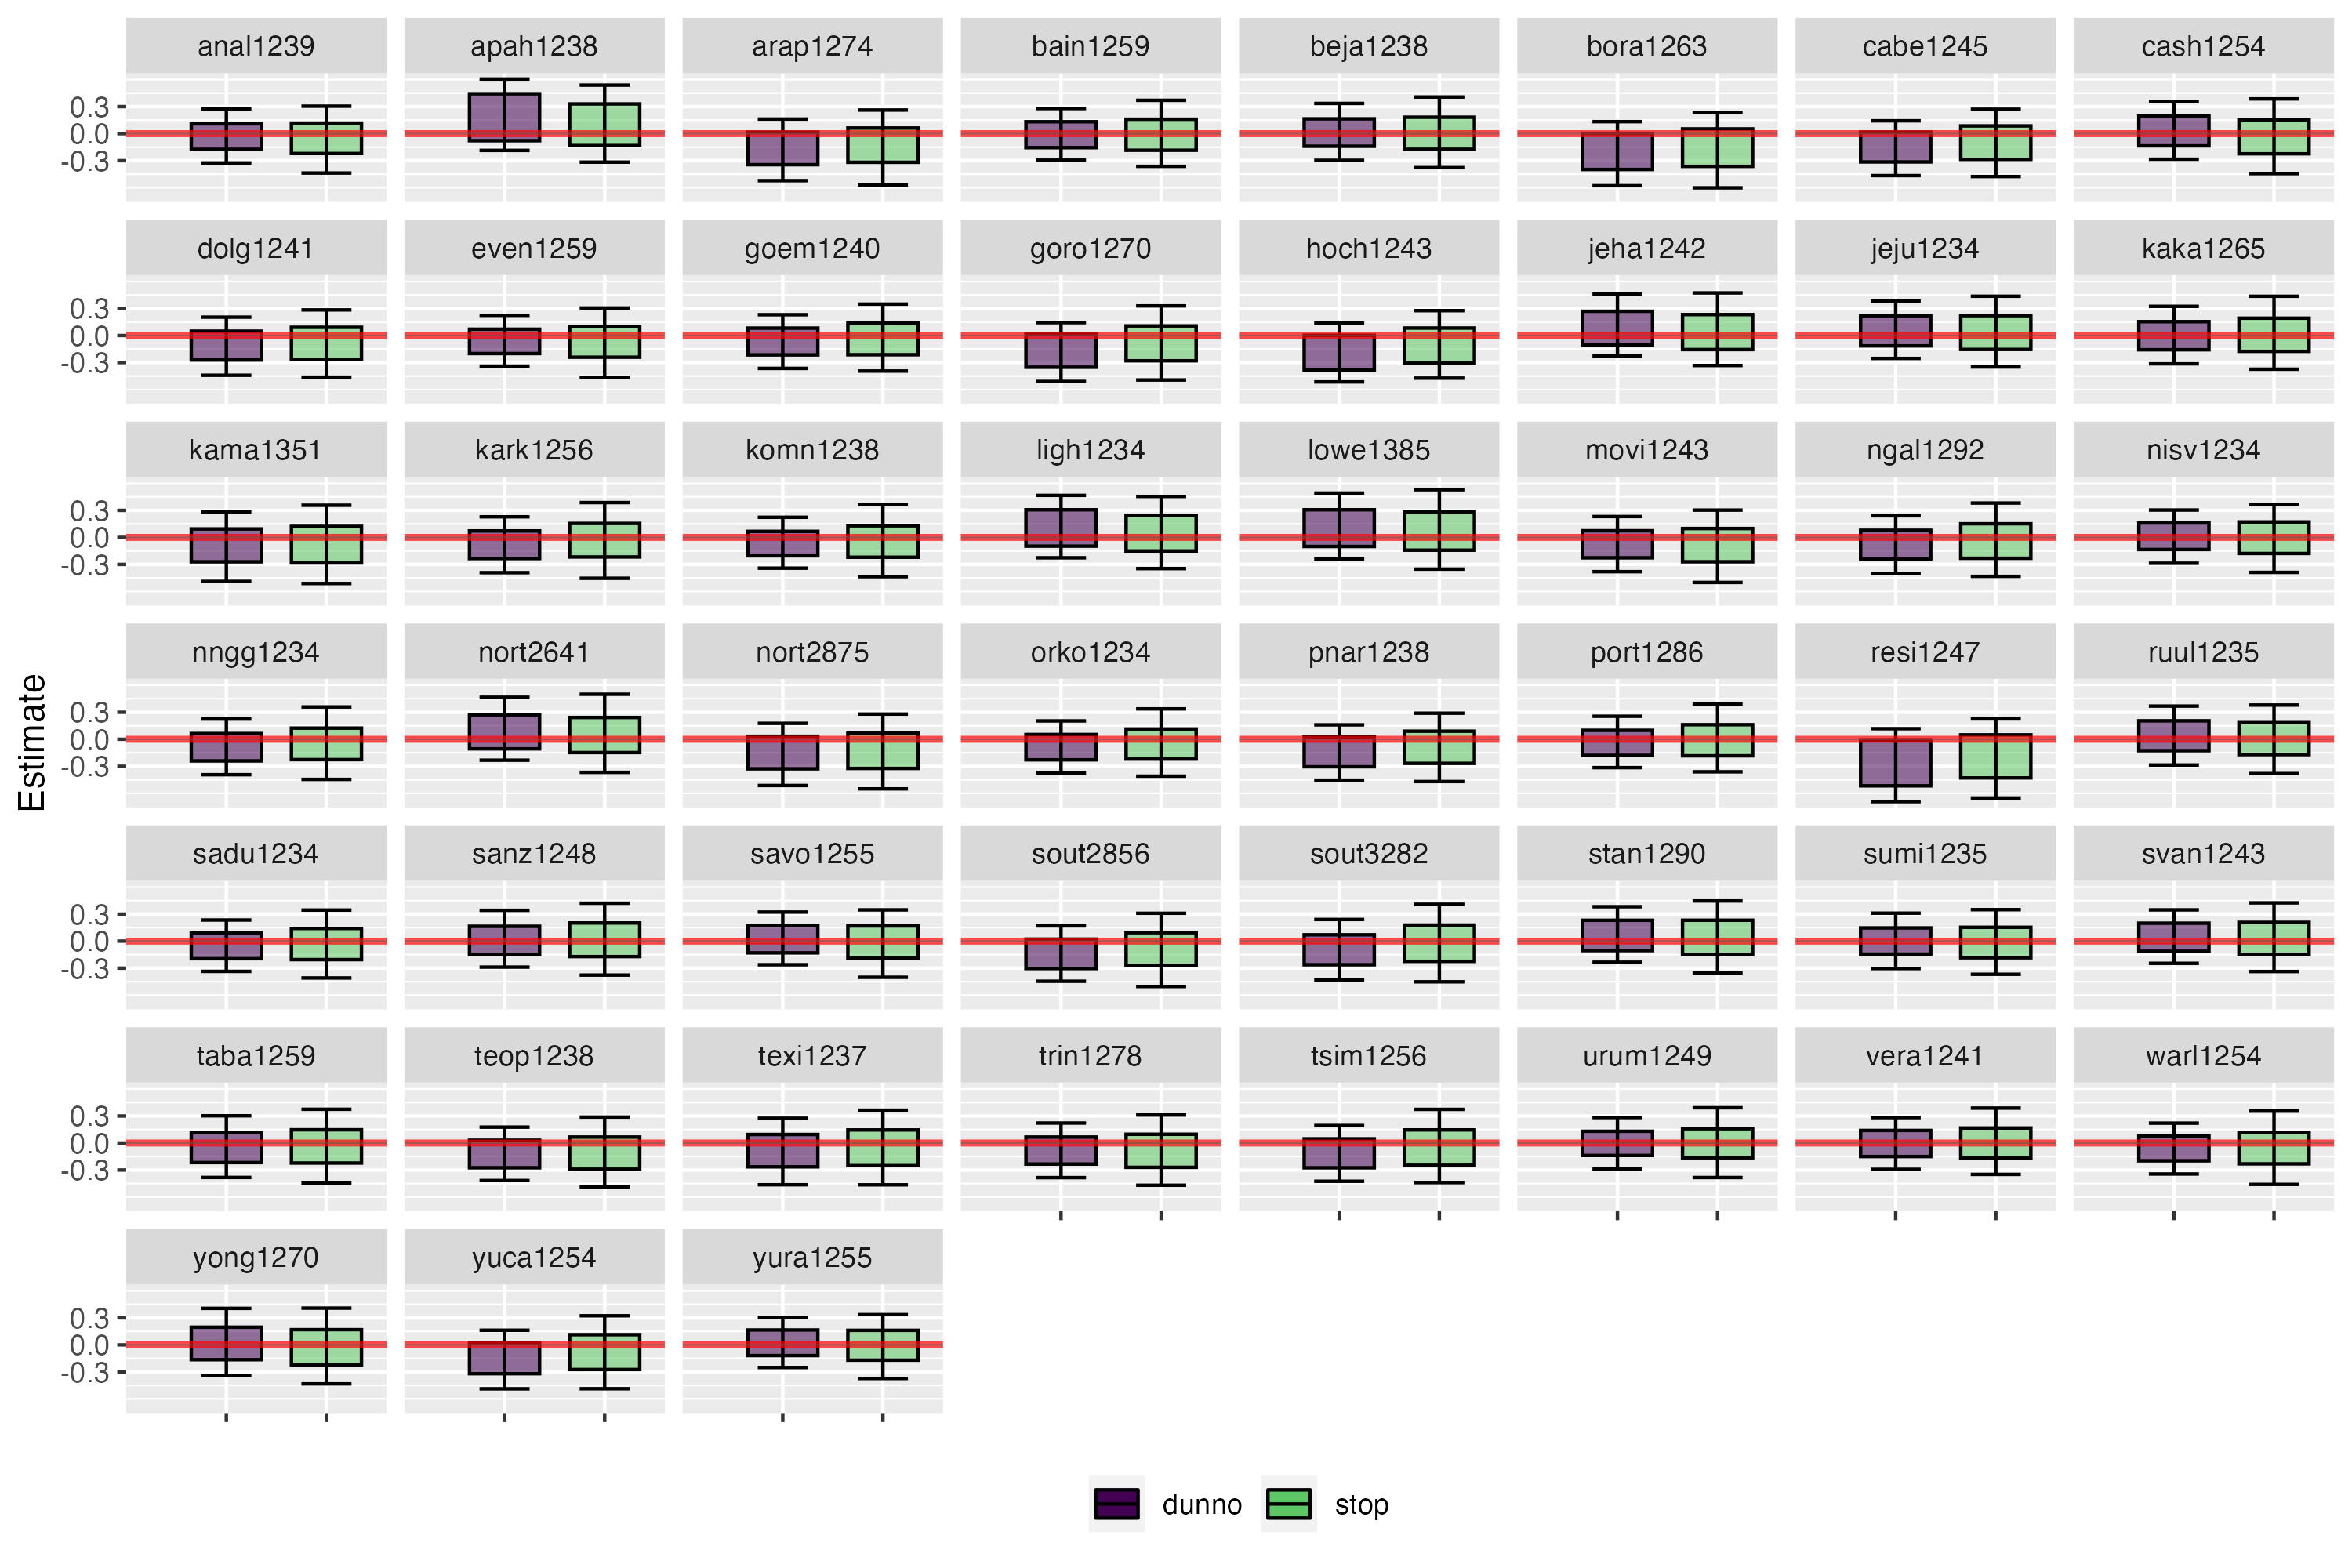 anal1239 apah1238 arap1274 bain1259 beja1238 bora1263 cabe1245 cash1254
0.3
0.0
-0.3
dolg1241 even1259 goem1240 goro1270 hoch1243 jeha1242 jeju1234 kaka1265
0.3
0.0
-0.3
kama1351 kark1256 komn1238 ligh1234 lowe1385 movi1243 ngal1292 nisv1234
0.3
0.0
-0.3
nngg1234 nort2641 nort2875 orko1234 pnar1238 port1286 resi1247 ruul1235
0.3
0.0
-0.3
Estimate
sadu1234 sanz1248 savo1255 sout2856 sout3282 stan1290 sumi1235 svan1243
0.3
0.0
-0.3
taba1259 teop1238 texi1237 trin1278 tsim1256 urum1249 vera1241 warl1254
0.3
0.0
-0.3
yong1270 yuca1254 yura1255
0.3
0.0
-0.3
dunno stop